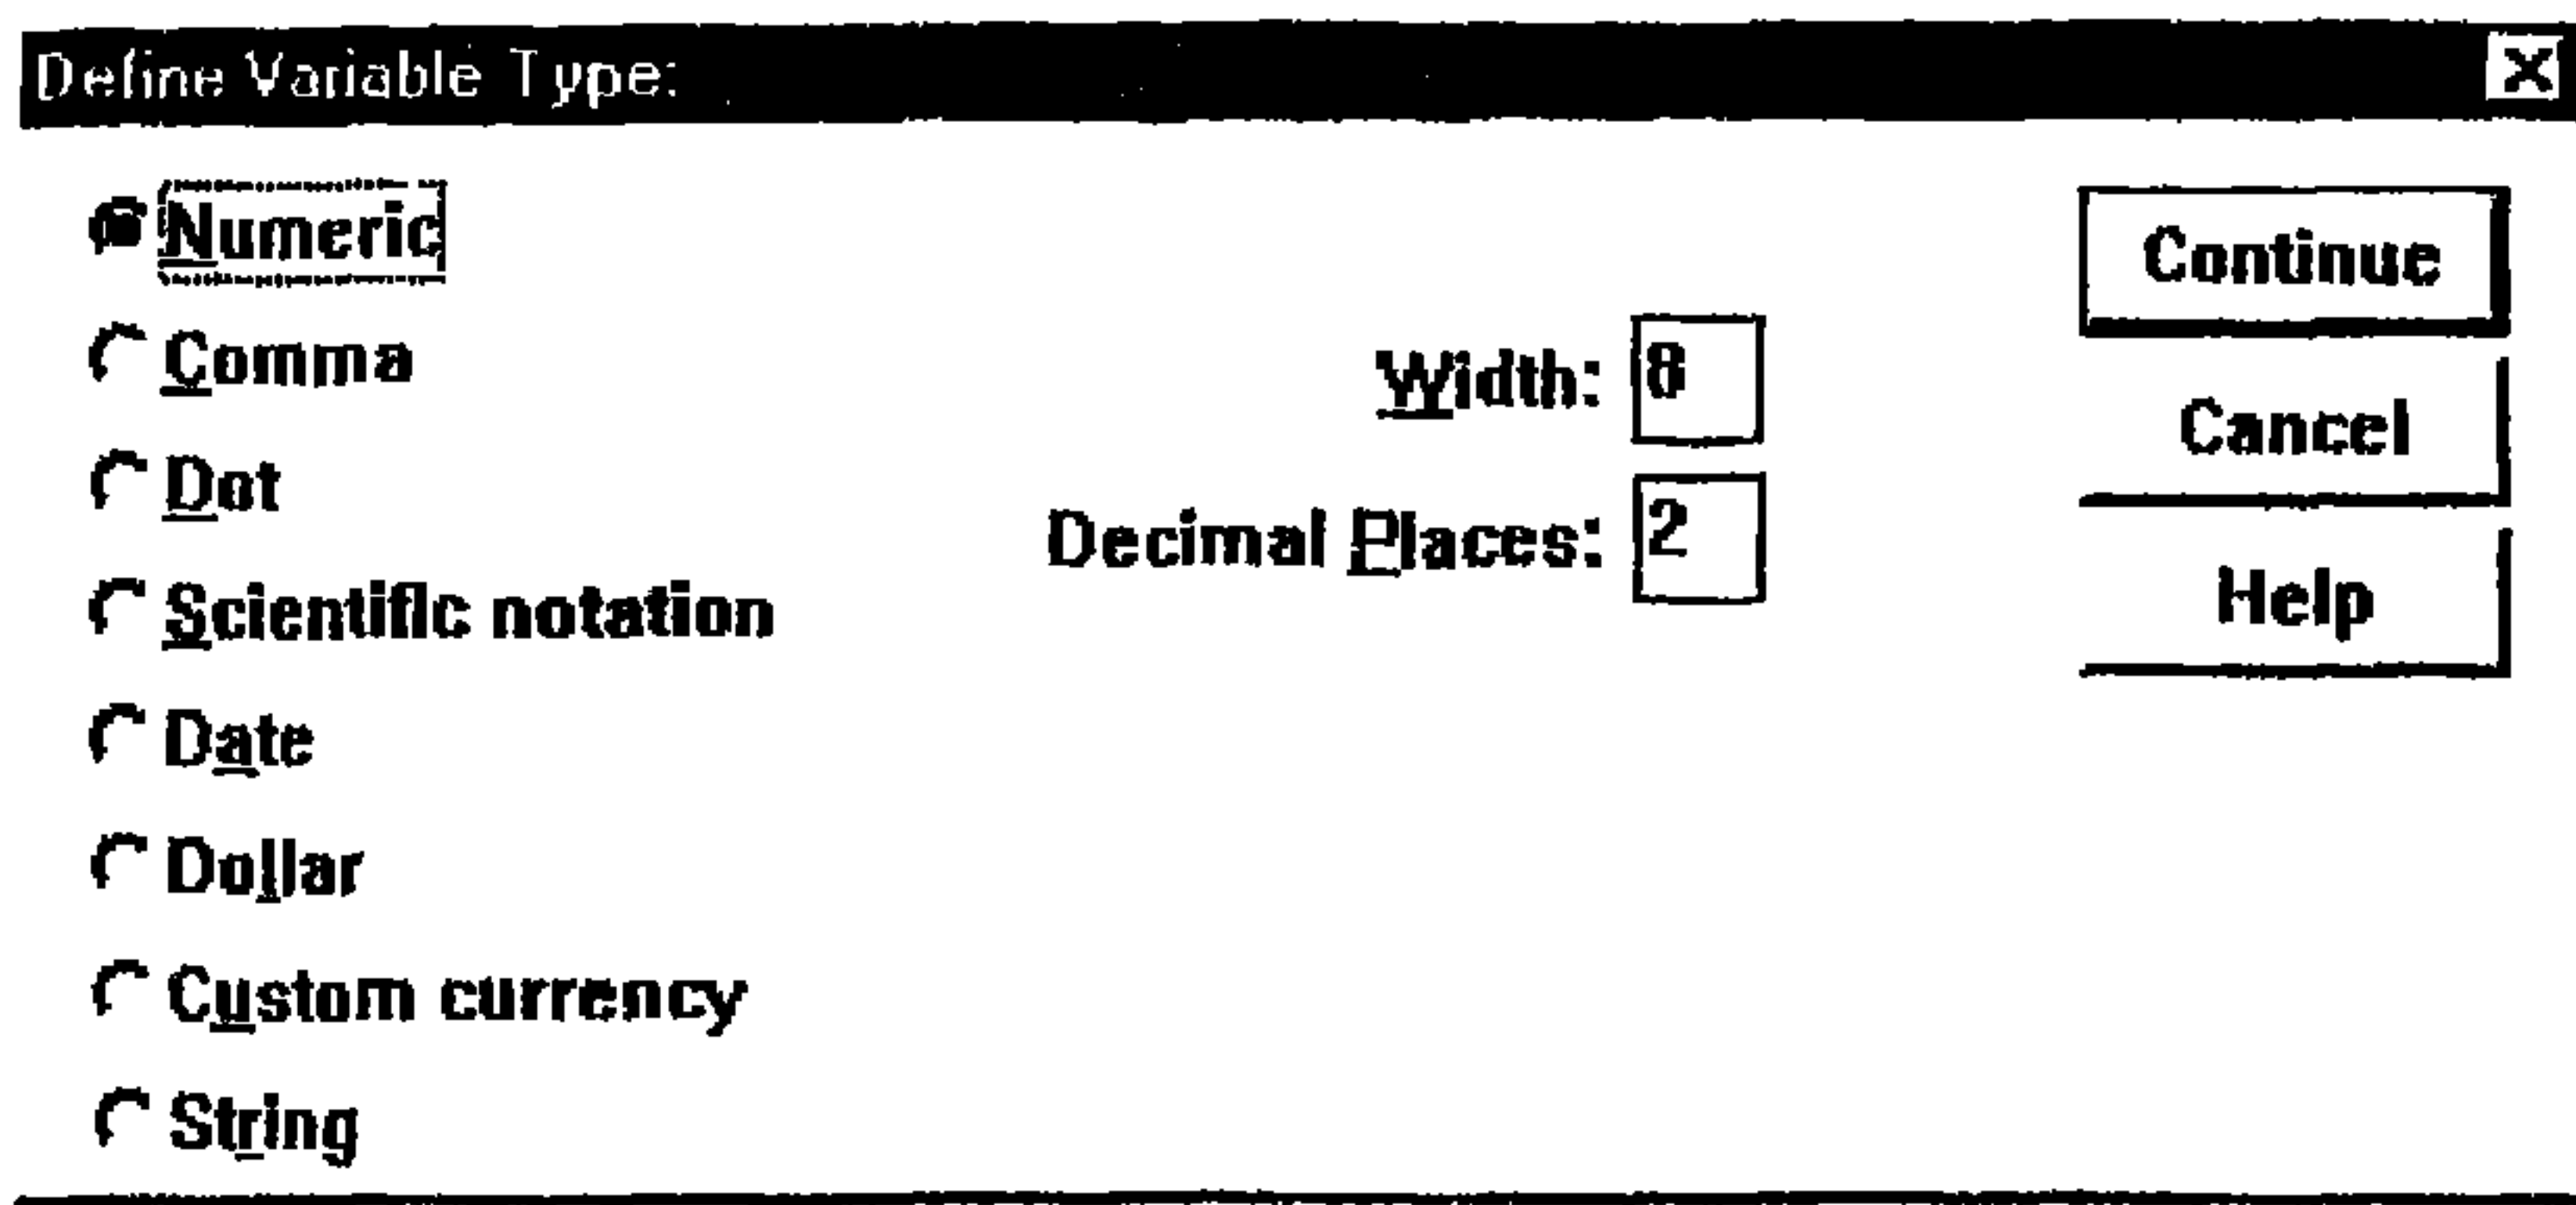 Define Variable Type:
Numeric
Comma
Dot
Scientific notation
Date
Dollar
Custom currency
String
Width: 8
Decimal Places: 2
Continue
Cancel
Help